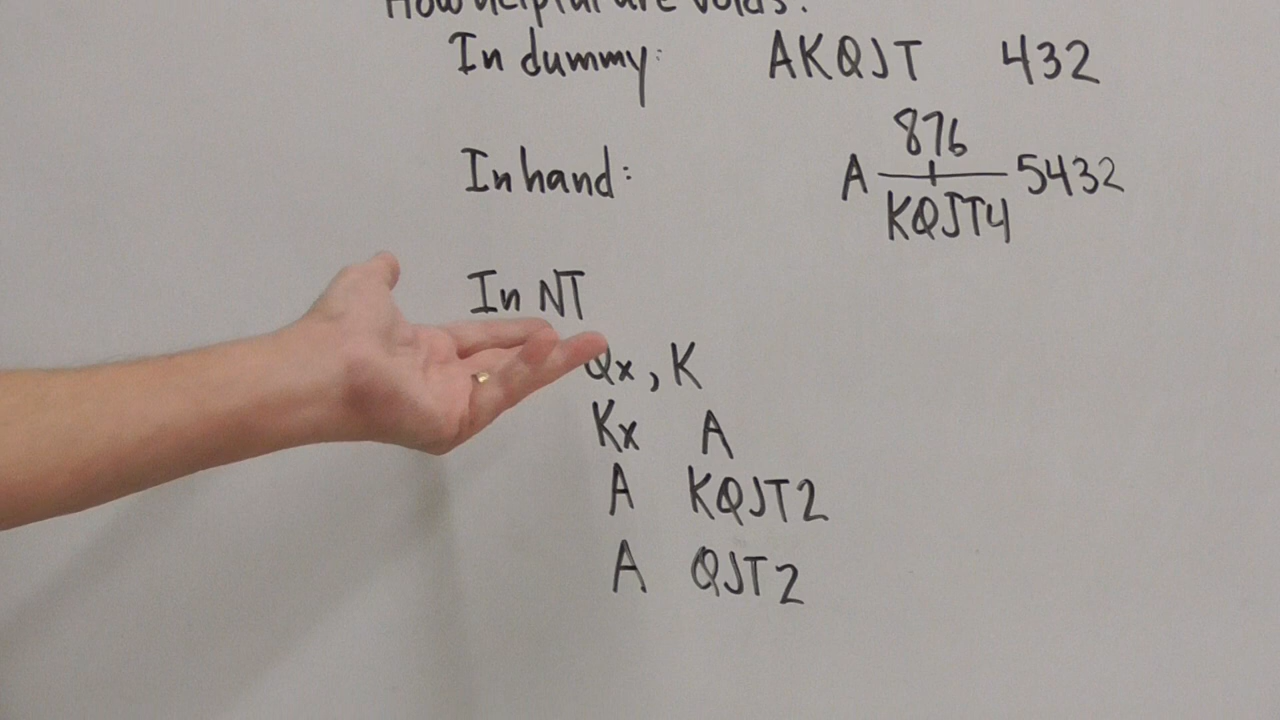 How helpful are voids?
In dummy: AKQJT 432
876
In hand: A 5432
KQJT4
In NT
Qx, K
Kx A
A KQJT2
A QJT2